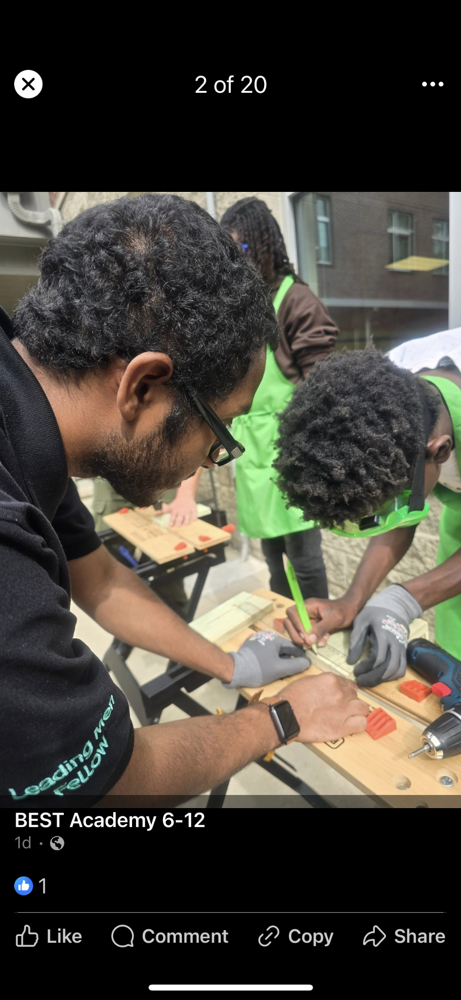 2 of 20
Leading Men
Fellow
BEST Academy 6-12
1d ·
1
Like
Comment
Copy
Share